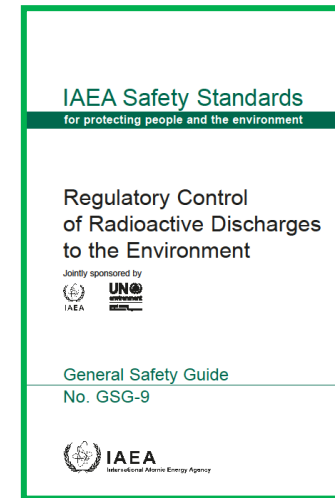 IAEA Safety Standards
for protecting people and the environment
Regulatory Control
of Radioactive Discharges
to the Environment
Jointly sponsored by
IAEA
UN
environment
General Safety Guide
No. GSG-9
IAEA
International Atomic Energy Agency